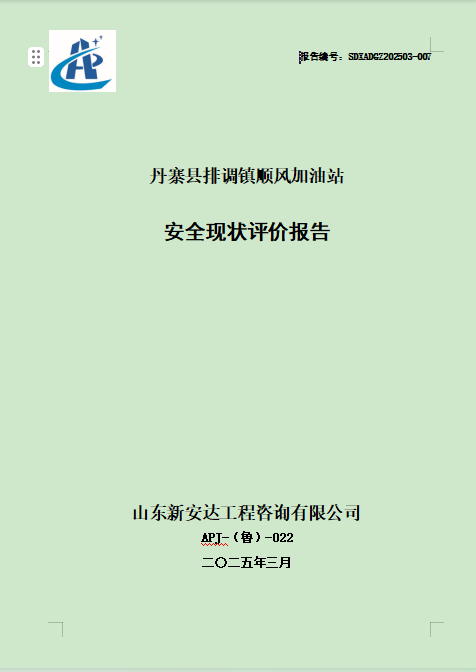 报告编号：SDXADGZ202503-007
丹寨县排调镇顺风加油站
安全现状评价报告
山东新安达工程咨询有限公司
APJ-（鲁）-022
二〇二五年三月